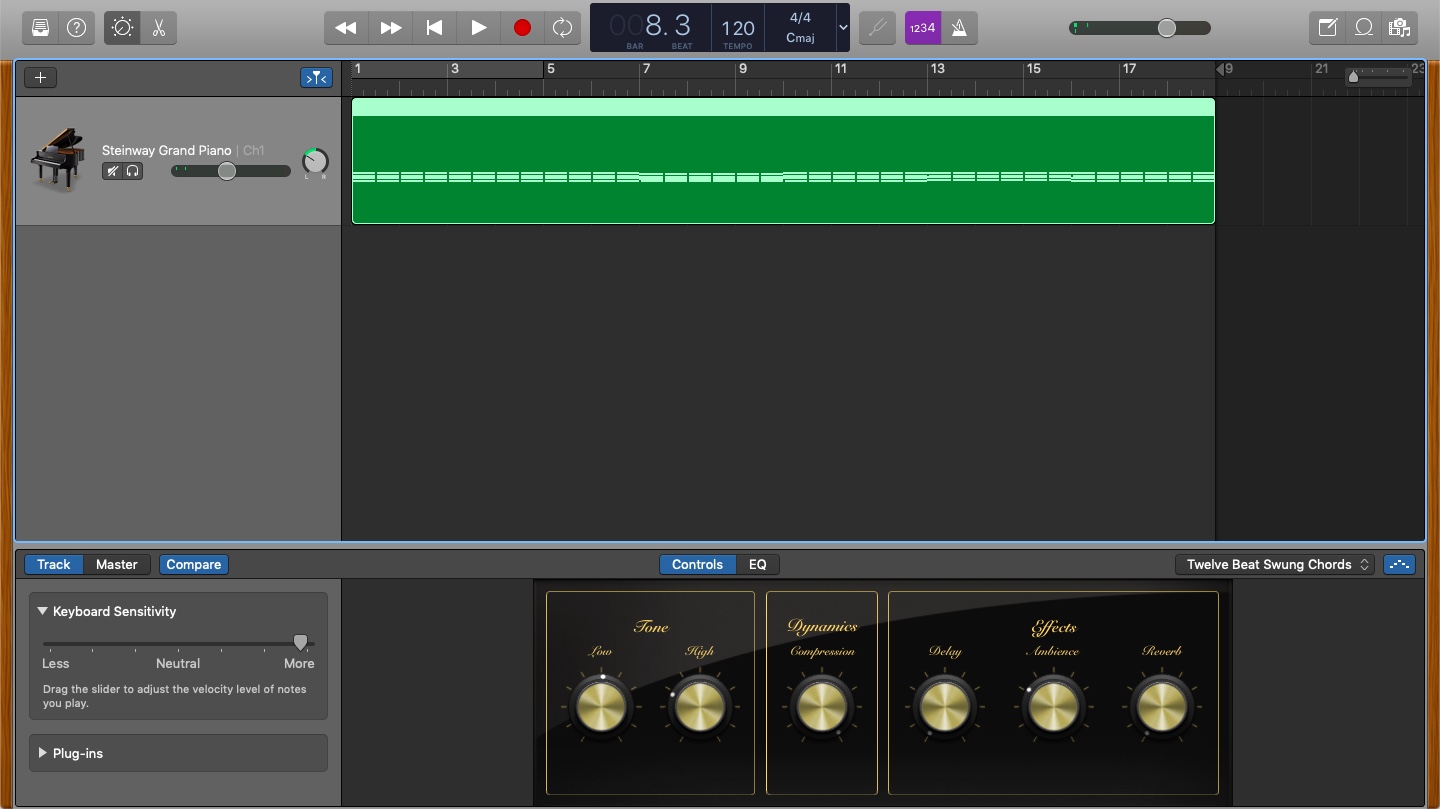 008.3
BAR BEAT
120
TEMPO
4/4
Cmaj
1234
1 3 5 7 9 11 13 15 17 9 21 23
Steinway Grand Piano | Ch1
L R
Track Master Compare
Controls EQ
Twelve Beat Swung Chords
Keyboard Sensitivity
Less Neutral More
Drag the slider to adjust the velocity level of notes
you play.
Plug-ins
Tone
Low High
Dynamics
Compression
Effects
Delay Ambience Reverb